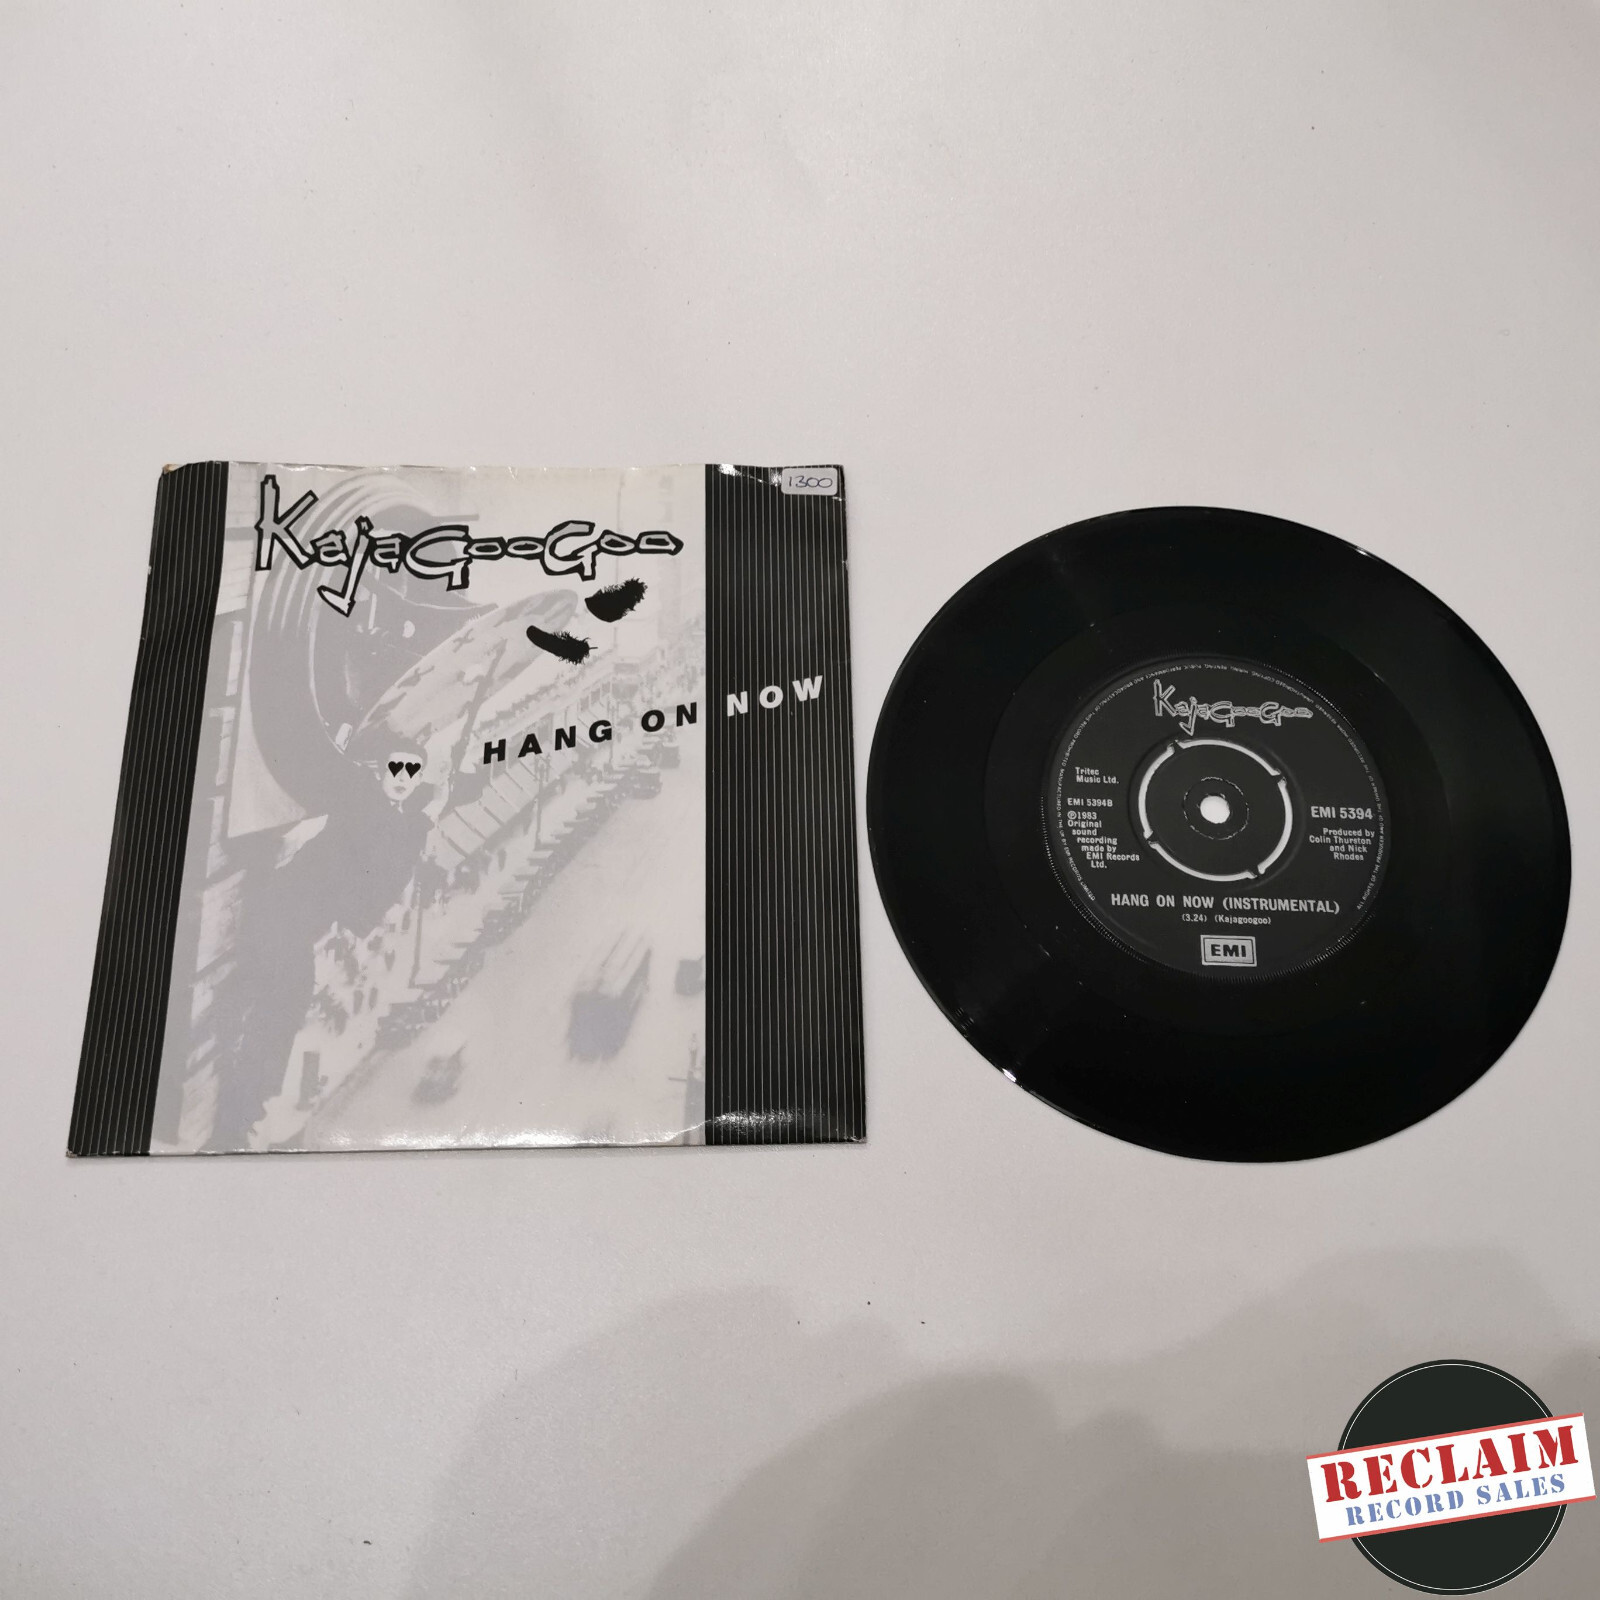 1300
KajaGooGoo
HANG ON NOW
KajaGooGoo
Tritec
Music Ltd.
EMI 5394B
℗1983
Original
sound
recording
made by
EMI Records
Ltd.
EMI 5394
Produced by
Colin Thurston
and Nick
Rhodes
HANG ON NOW (INSTRUMENTAL)
(3.24) (Kajagoogoo)
EMI
RECLAIM
RECORD SALES